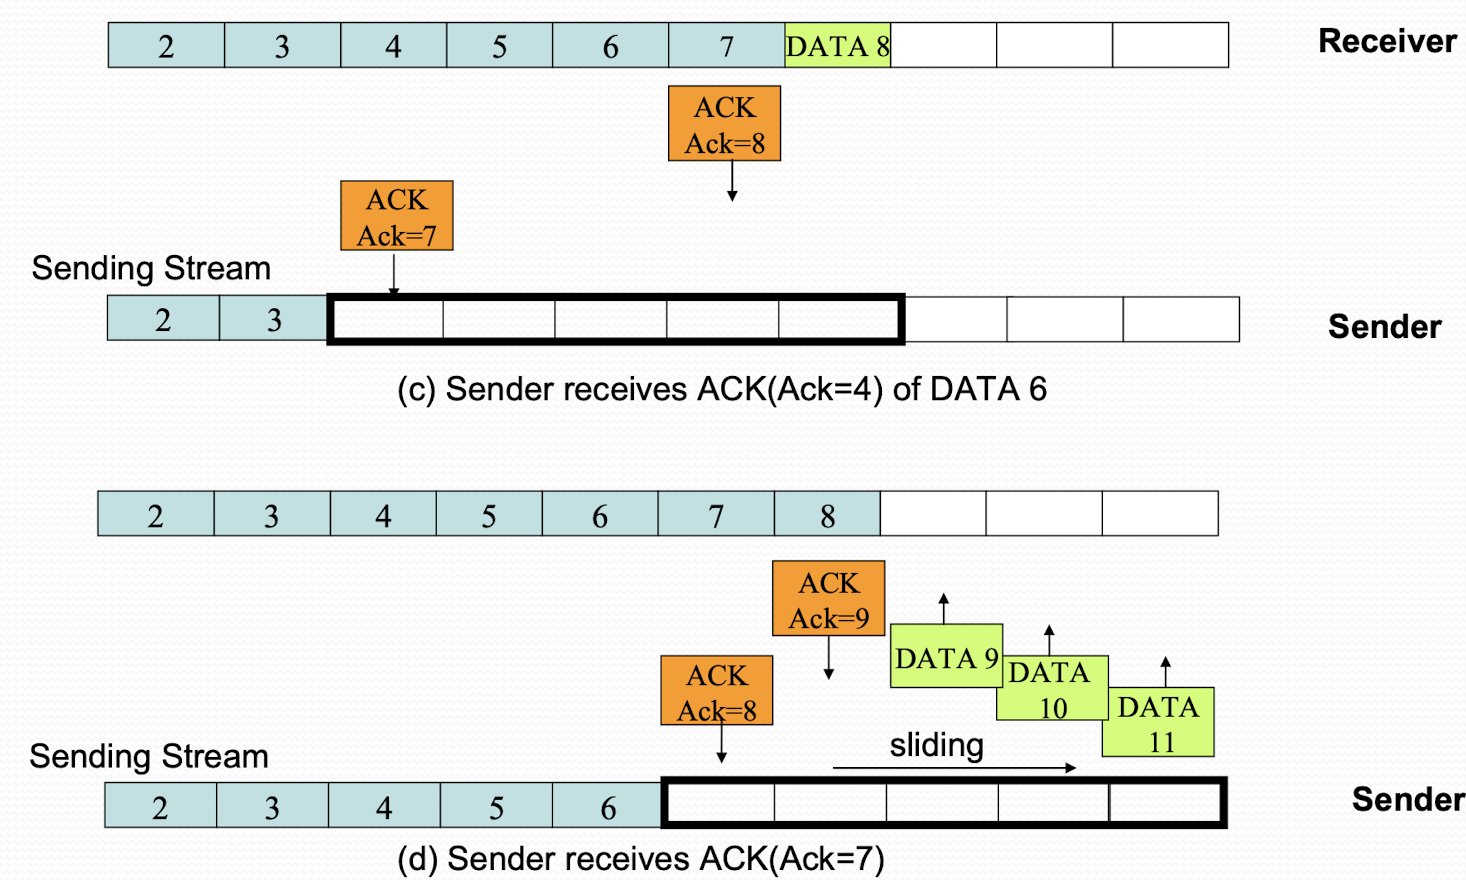 2 3 4 5 6 7 DATA 8 Receiver
ACK
Ack=8
ACK
Ack=7
Sending Stream
2 3 Sender
(c) Sender receives ACK(Ack=4) of DATA 6
2 3 4 5 6 7 8
ACK
Ack=9
DATA 9
ACK
Ack=8
DATA
10
DATA
11
sliding
Sending Stream
2 3 4 5 6 Sender
(d) Sender receives ACK(Ack=7)